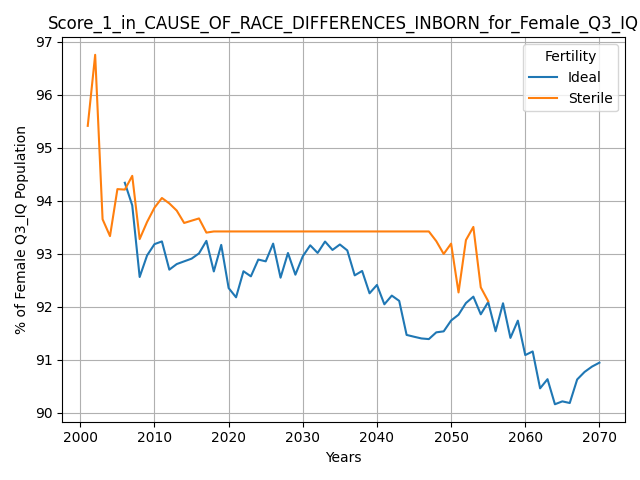 Score_1_in_CAUSE_OF_RACE_DIFFERENCES_INBORN_for_Female_Q3_IQ
97
96
95
94
93
92
91
90
% of Female Q3_IQ Population
Fertility
Ideal
Sterile
2000 2010 2020 2030 2040 2050 2060 2070
Years